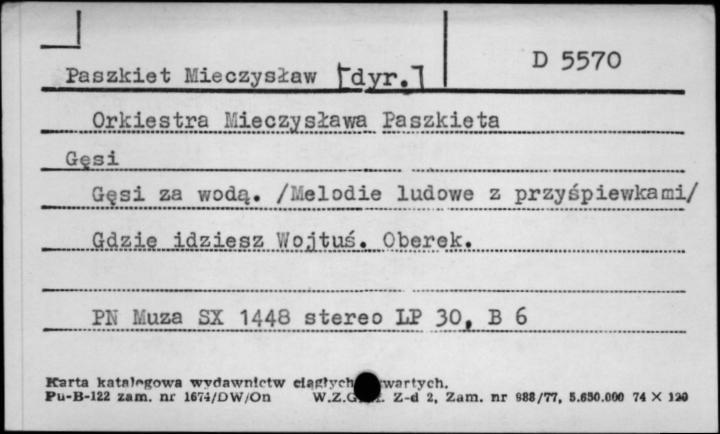 D 5570
Paszkiet Mieczysław [dyr.]
Orkiestra Mieczysława Paszkieta
Gęsi
Gęsi za wodą. /Melodie ludowe z przyśpiewkami/
Gdzie idziesz Wojtuś. Oberek.
PN Muza SX 1448 stereo LP 30, B 6
Karta katalogowa wydawnictw ciągłych
Pu-B-122 zam. nr 1674/DW/On Z-d 2, Zam. nr 988/77, 5.650.000 74 X 120